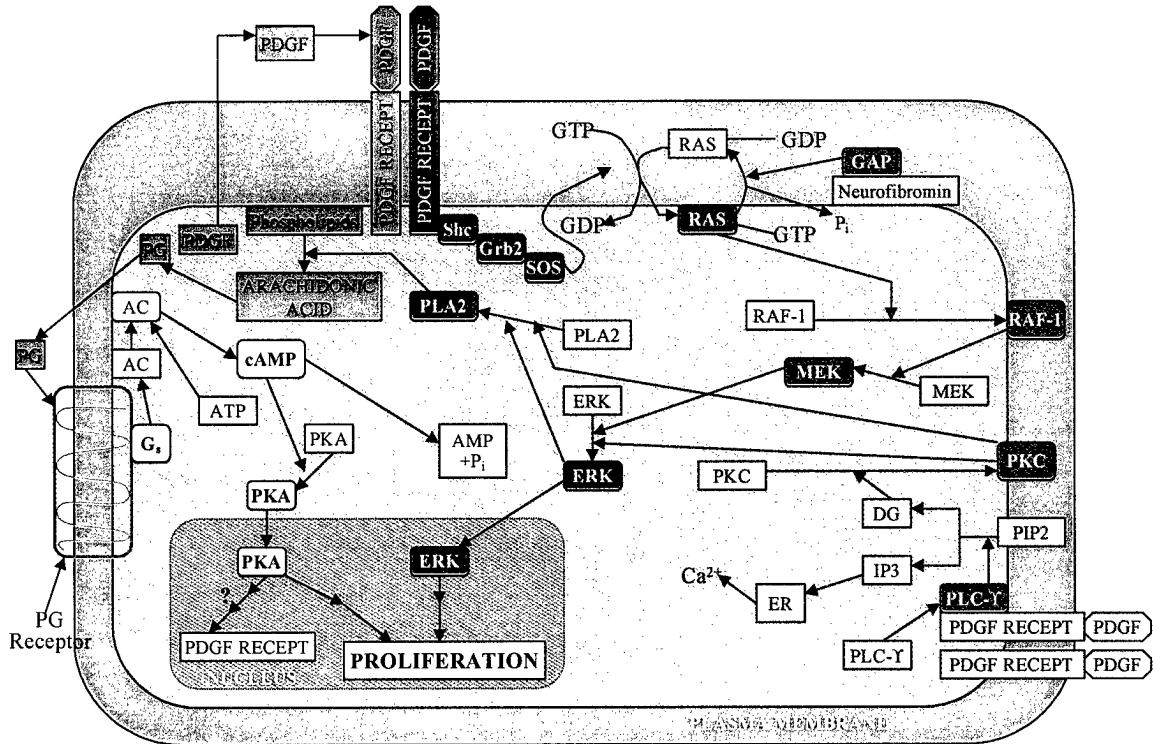 PDGF
PDGF
PDGF
PDGF RECEPT
PDGF RECEPT
GTP
RAS
GDP
GAP
Neurofibromin
GDP
RAS
GTP
Pi
Phospholipids
Shc
Grb2
SOS
PG
PDGF
ARACHIDONIC
ACID
PLA2
PLA2
RAF-1
RAF-1
AC
AC
cAMP
PG
ATP
Gs
PKA
AMP
+Pi
ERK
MEK
MEK
PKC
PKC
ERK
PKA
DG
PIP2
PKA
ERK
IP3
Ca2+
ER
PLC-ϒ
?
PG
Receptor
PDGF RECEPT
PROLIFERATION
NUCLEUS
PLC-ϒ
PDGF RECEPT
PDGF
PDGF RECEPT
PDGF
PLASMA MEMBRANE